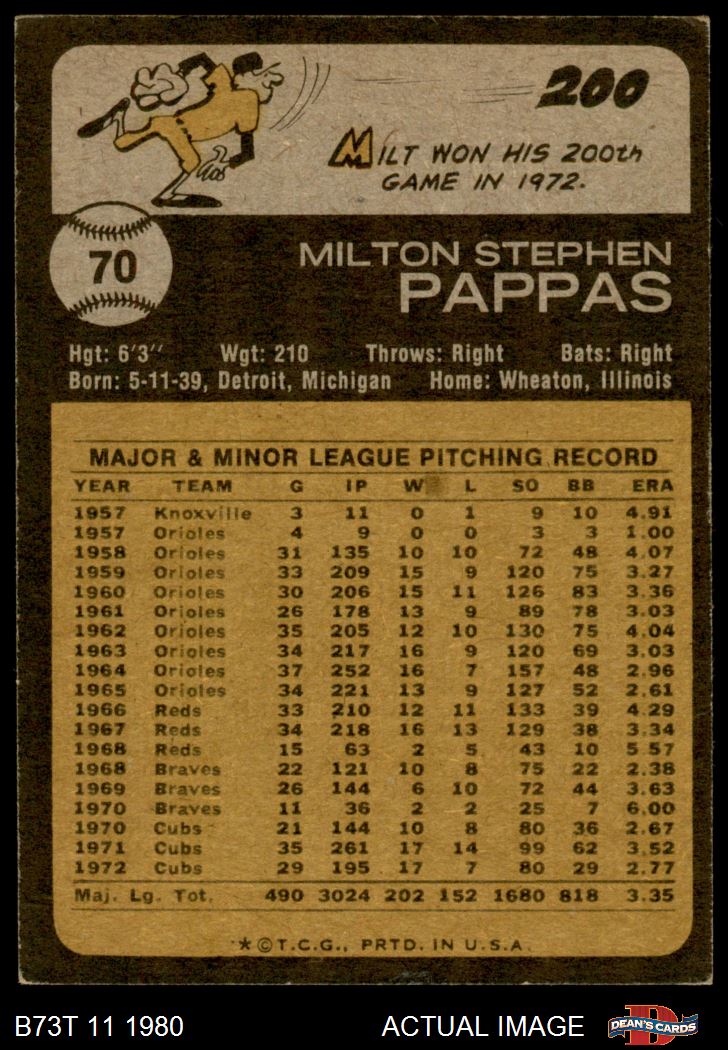 200
MILT WON HIS 200th
GAME IN 1972.
70
MILTON STEPHEN
PAPPAS
Hgt: 6'3'' Wgt: 210 Throws: Right Bats: Right
Born: 5-11-39, Detroit, Michigan Home: Wheaton, Illinois
MAJOR & MINOR LEAGUE PITCHING RECORD
YEAR TEAM G IP W L SO BB ERA
1957 Knoxville 3 11 0 1 9 10 4.91
1957 Orioles 4 9 0 0 3 3 1.00
1958 Orioles 31 135 10 10 72 48 4.07
1959 Orioles 33 209 15 9 120 75 3.27
1960 Orioles 30 206 15 11 126 83 3.36
1961 Orioles 26 178 13 9 89 78 3.03
1962 Orioles 35 205 12 10 130 75 4.04
1963 Orioles 34 217 16 9 120 69 3.03
1964 Orioles 37 252 16 7 157 48 2.96
1965 Orioles 34 221 13 9 127 52 2.61
1966 Reds 33 210 12 11 133 39 4.29
1967 Reds 34 218 16 13 129 38 3.34
1968 Reds 15 63 2 5 43 10 5.57
1968 Braves 22 121 10 8 75 22 2.38
1969 Braves 26 144 6 10 72 44 3.63
1970 Braves 11 36 2 2 25 7 6.00
1970 Cubs 21 144 10 8 80 36 2.67
1971 Cubs 35 261 17 14 99 62 3.52
1972 Cubs 29 195 17 7 80 29 2.77
Maj. Lg. Tot. 490 3024 202 152 1680 818 3.35
*©T.C.G., PRTD. IN U.S.A.
B73T 11 1980 ACTUAL IMAGE D DEAN'S CARDS